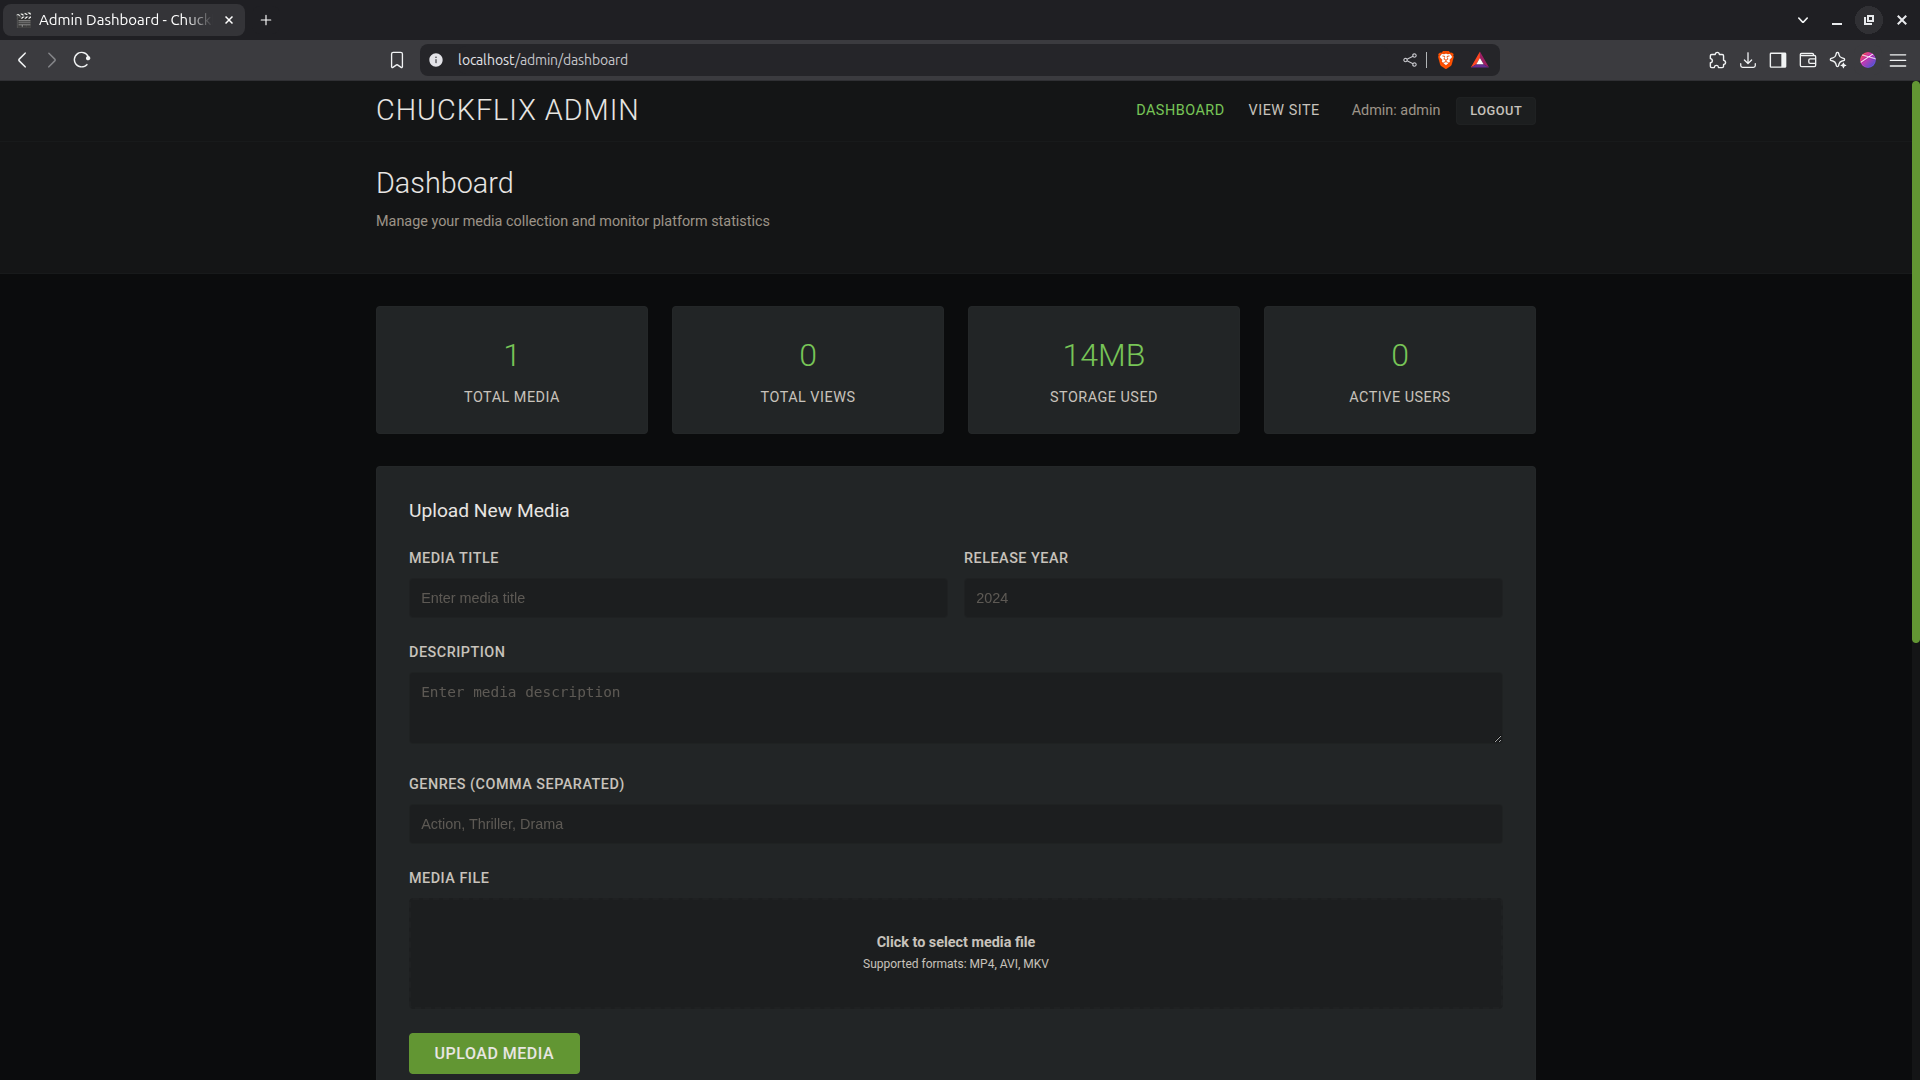 Admin Dashboard - Chuck
localhost/admin/dashboard
CHUCKFLIX ADMIN
DASHBOARD
VIEW SITE
Admin: admin
LOGOUT
Dashboard
Manage your media collection and monitor platform statistics
1
TOTAL MEDIA
0
TOTAL VIEWS
14MB
STORAGE USED
0
ACTIVE USERS
Upload New Media
MEDIA TITLE
Enter media title
RELEASE YEAR
2024
DESCRIPTION
Enter media description
GENRES (COMMA SEPARATED)
Action, Thriller, Drama
MEDIA FILE
Click to select media file
Supported formats: MP4, AVI, MKV
UPLOAD MEDIA